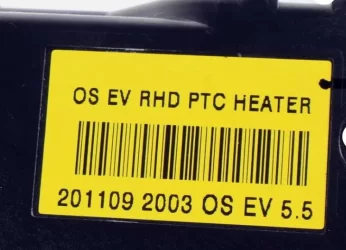 OS EV RHD PTC HEATER
201109 2003 OS EV 5.5